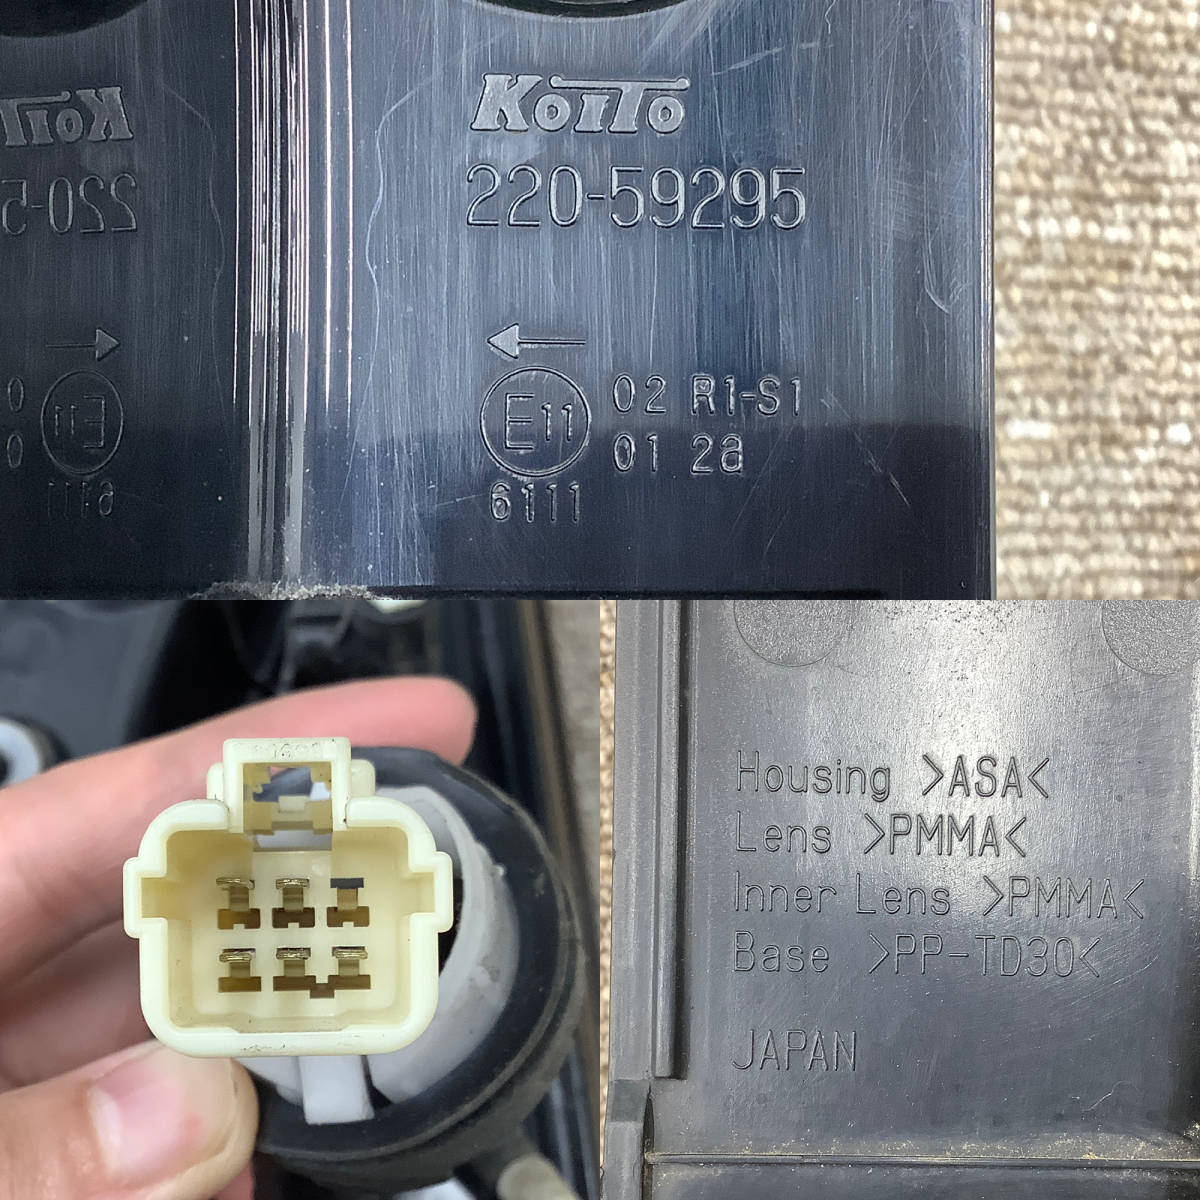 KoiTo
220-59295
E11 02 R1-S1
01 2a
6111
Housing >ASA<
Lens >PMMA<
Inner Lens >PMMA<
Base >PP-TD30<
JAPAN